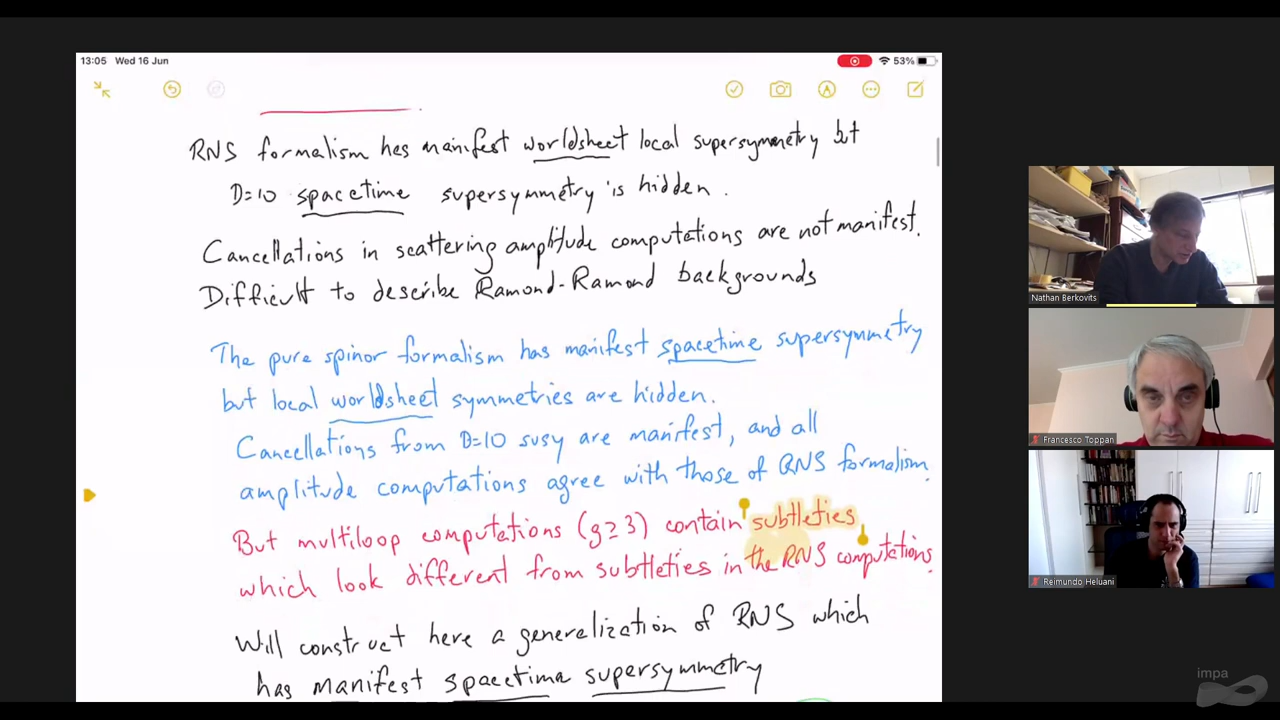 13:05 Wed 16 Jun
53%
RNS formalism has manifest worldsheet local supersymmetry but
D=10 spacetime supersymmetry is hidden.
Cancellations in scattering amplitude computations are not manifest.
Difficult to describe Ramond-Ramond backgrounds
The pure spinor formalism has manifest spacetime supersymmetry
but local worldsheet symmetries are hidden.
Cancellations from D=10 susy are manifest, and all
amplitude computations agree with those of RNS formalism.
But multiloop computations (g≥3) contain subtleties
which look different from subtleties in the RNS computations.
Will construct here a generalization of RNS which
has manifest spacetime supersymmetry
Nathan Berkovits
Francesco Toppan
Reimundo Heluani
impa